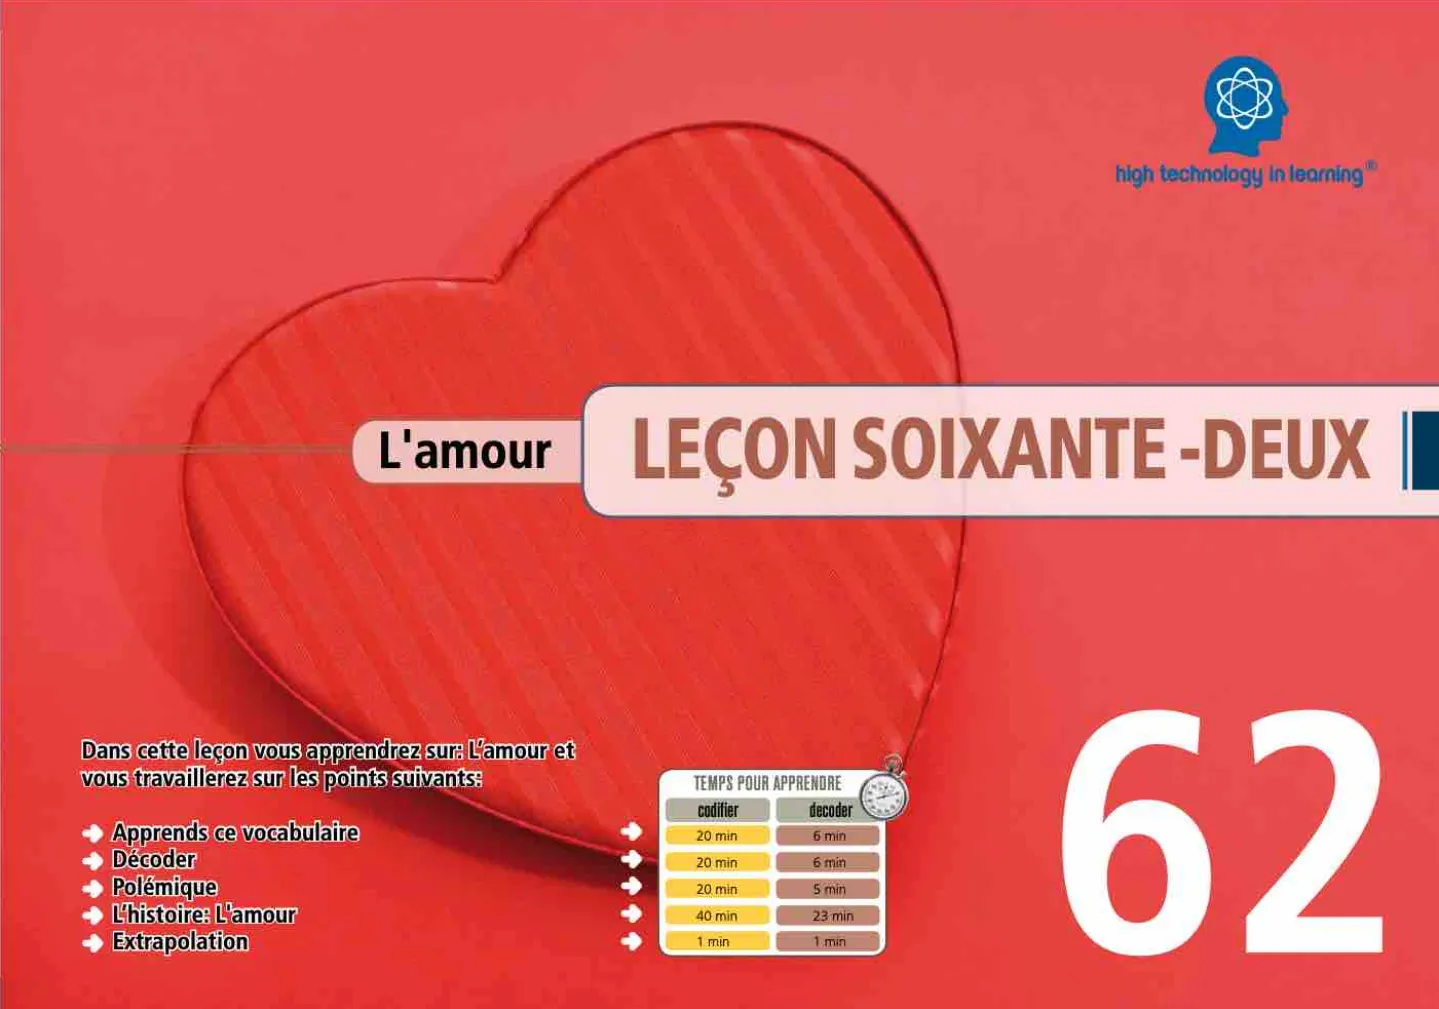 high technology in learning®
L'amour
LEÇON SOIXANTE -DEUX
Dans cette leçon vous apprendrez sur: L'amour et
vous travaillerez sur les points suivants:
Apprends ce vocabulaire
Décoder
Polémique
L'histoire: L'amour
Extrapolation
TEMPS POUR APPRENDRE
codifier decoder
20 min 6 min
20 min 6 min
20 min 5 min
40 min 23 min
1 min 1 min
62